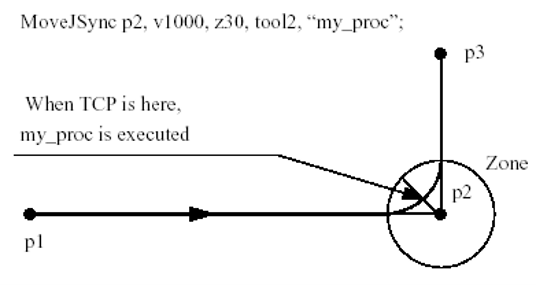 MoveJSync p2, v1000, z30, tool2, “my_proc”;
p3
When TCP is here,
my_proc is executed
Zone
p2
p1